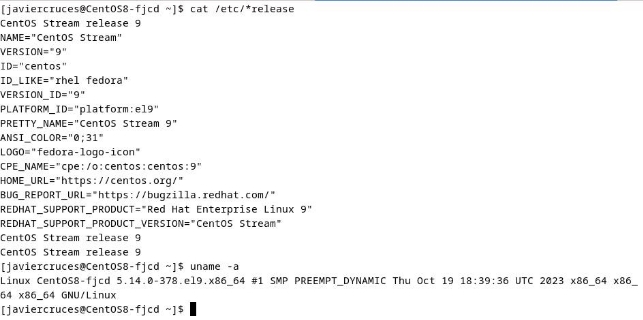 [javiercruces@CentOS8-fjcd ~]$ cat /etc/*release
CentOS Stream release 9
NAME="CentOS Stream"
VERSION="9"
ID="centos"
ID_LIKE="rhel fedora"
VERSION_ID="9"
PLATFORM_ID="platform:el9"
PRETTY_NAME="CentOS Stream 9"
ANSI_COLOR="0;31"
LOGO="fedora-logo-icon"
CPE_NAME="cpe:/o:centos:centos:9"
HOME_URL="https://centos.org/"
BUG_REPORT_URL="https://bugzilla.redhat.com/"
REDHAT_SUPPORT_PRODUCT="Red Hat Enterprise Linux 9"
REDHAT_SUPPORT_PRODUCT_VERSION="CentOS Stream"
CentOS Stream release 9
CentOS Stream release 9
[javiercruces@CentOS8-fjcd ~]$ uname -a
Linux CentOS8-fjcd 5.14.0-378.el9.x86_64 #1 SMP PREEMPT_DYNAMIC Thu Oct 19 18:39:36 UTC 2023 x86_64 x86_
64 x86_64 GNU/Linux
[javiercruces@CentOS8-fjcd ~]$